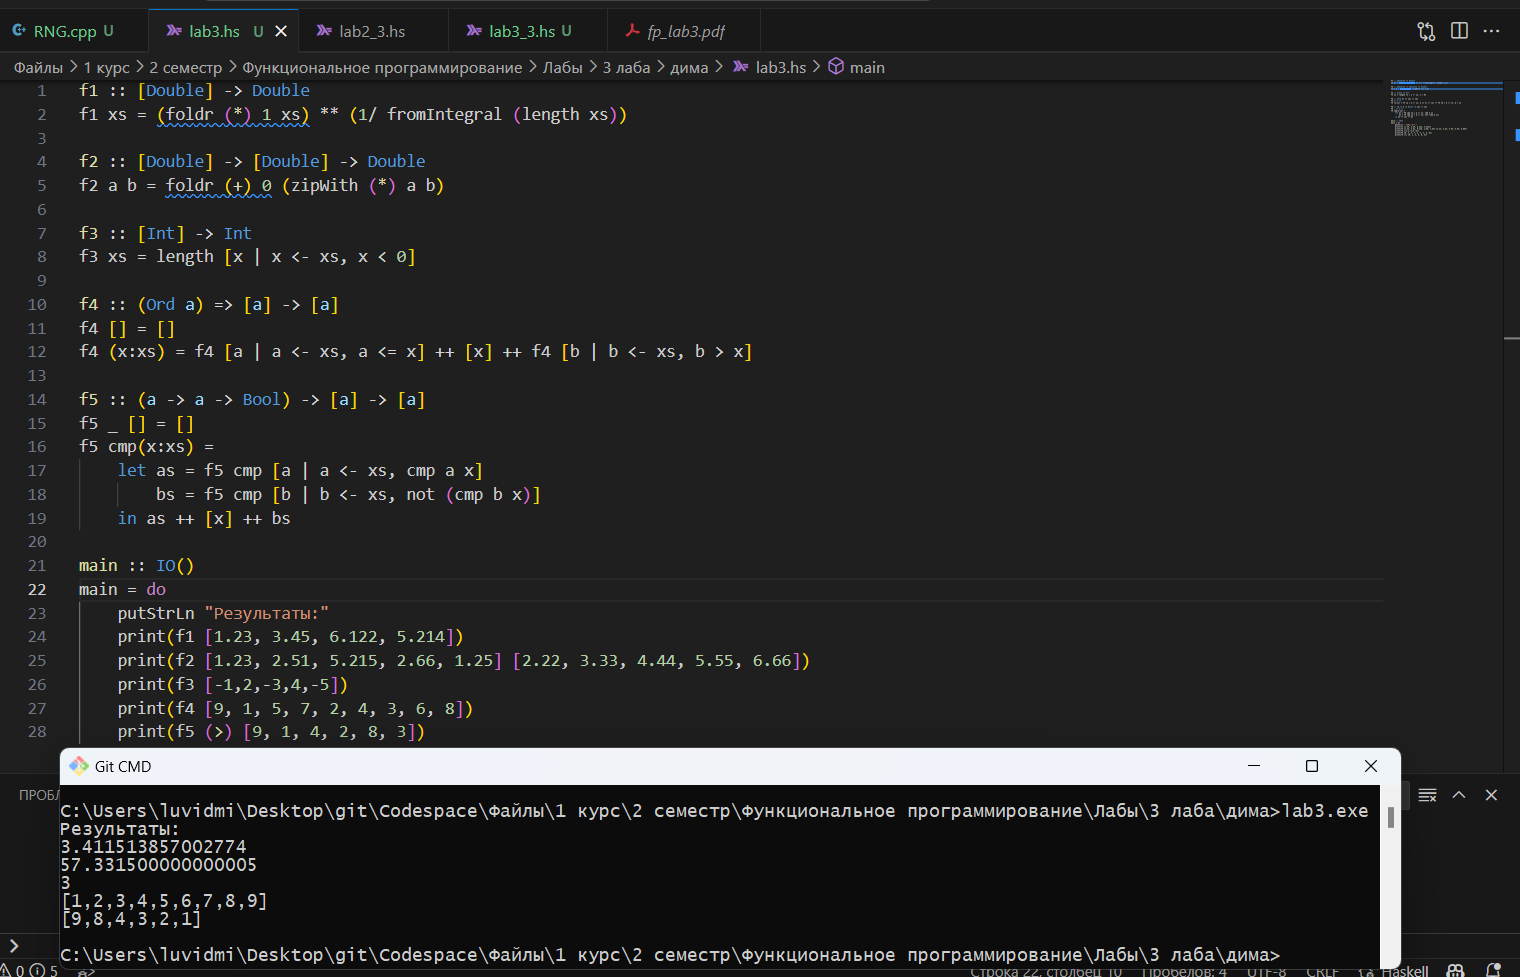 RNG.cpp U lab3.hs U lab2_3.hs lab3_3.hs U fp_lab3.pdf
Файлы > 1 курс > 2 семестр > Функциональное программирование > Лабы > 3 лаба > дима > lab3.hs > main
1 f1 :: [Double] -> Double
2 f1 xs = (foldr (*) 1 xs) ** (1/ fromIntegral (length xs))
3
4 f2 :: [Double] -> [Double] -> Double
5 f2 a b = foldr (+) 0 (zipWith (*) a b)
6
7 f3 :: [Int] -> Int
8 f3 xs = length [x | x <- xs, x < 0]
9
10 f4 :: (Ord a) => [a] -> [a]
11 f4 [] = []
12 f4 (x:xs) = f4 [a | a <- xs, a <= x] ++ [x] ++ f4 [b | b <- xs, b > x]
13
14 f5 :: (a -> a -> Bool) -> [a] -> [a]
15 f5 _ [] = []
16 f5 cmp(x:xs) =
17 let as = f5 cmp [a | a <- xs, cmp a x]
18 bs = f5 cmp [b | b <- xs, not (cmp b x)]
19 in as ++ [x] ++ bs
20
21 main :: IO()
22 main = do
23 putStrLn "Результаты:"
24 print(f1 [1.23, 3.45, 6.122, 5.214])
25 print(f2 [1.23, 2.51, 5.215, 2.66, 1.25] [2.22, 3.33, 4.44, 5.55, 6.66])
26 print(f3 [-1,2,-3,4,-5])
27 print(f4 [9, 1, 5, 7, 2, 4, 3, 6, 8])
28 print(f5 (>) [9, 1, 4, 2, 8, 3])
Git CMD
ПРОБЛ
C:\Users\luvidmi\Desktop\git\Codespace\Файлы\1 курс\2 семестр\Функциональное программирование\Лабы\3 лаба\дима>lab3.exe
Результаты:
3.411513857002774
57.331500000000005
3
[1,2,3,4,5,6,7,8,9]
[9,8,4,3,2,1]
C:\Users\luvidmi\Desktop\git\Codespace\Файлы\1 курс\2 семестр\Функциональное программирование\Лабы\3 лаба\дима>
0 5 Строка 22, столбец 10 Пробелов: 4 UTF-8 CRLF Haskell